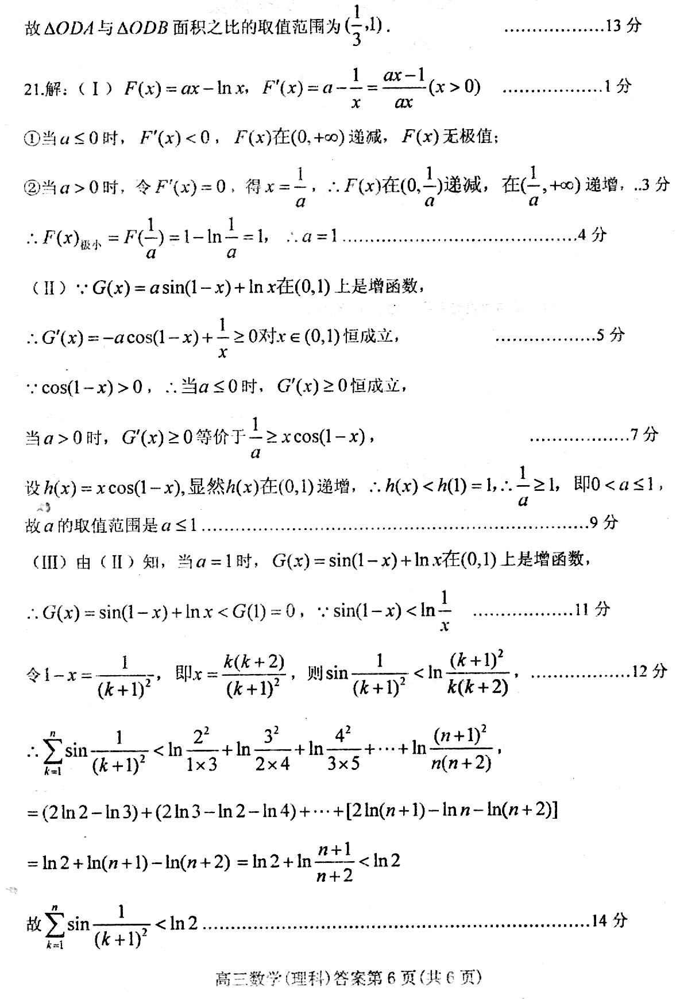 故ΔODA与ΔODB面积之比的取值范围为(1/3,1). ..................13分
21.解:(Ⅰ) F(x)=ax-ln x, F′(x)=a-1/x=(ax-1)/(ax)(x>0) ..................1分
①当a≤0时, F′(x)<0, F(x)在(0,+∞)递减, F(x)无极值;
②当a>0时, 令F′(x)=0, 得x=1/a, ∴F(x)在(0,1/a)递减, 在(1/a,+∞)递增, ..3分
∴F(x)极小=F(1/a)=1-ln 1/a=1, ∴a=1..........................................4分
(Ⅱ)∵G(x)=a sin(1-x)+ln x在(0,1)上是增函数,
∴G′(x)=-a cos(1-x)+1/x≥0对x∈(0,1)恒成立, ..................5分
∵cos(1-x)>0, ∴当a≤0时, G′(x)≥0恒成立,
当a>0时, G′(x)≥0等价于1/a≥x cos(1-x), ..................7分
设h(x)=x cos(1-x),显然h(x)在(0,1)递增, ∴h(x)<h(1)=1,∴1/a≥1, 即0<a≤1,
故a的取值范围是a≤1......................................................................9分
(Ⅲ)由(Ⅱ)知, 当a=1时, G(x)=sin(1-x)+ln x在(0,1)上是增函数,
∴G(x)=sin(1-x)+ln x<G(1)=0, ∵sin(1-x)<ln 1/x ..................11分
令1-x=1/(k+1)², 即x=k(k+2)/(k+1)², 则sin 1/(k+1)²<ln (k+1)²/k(k+2), ..................12分
∴∑_{k=1}^{n} sin 1/(k+1)²<ln 2²/1×3+ln 3²/2×4+ln 4²/3×5+···+ln (n+1)²/n(n+2),
=(2ln2-ln3)+(2ln3-ln2-ln4)+···+[2ln(n+1)-ln n-ln(n+2)]
=ln2+ln(n+1)-ln(n+2)=ln2+ln (n+1)/(n+2)<ln2
故∑_{k=1}^{n} sin 1/(k+1)²<ln2......................................................................14分
高三数学(理科)答案第6页(共6页)